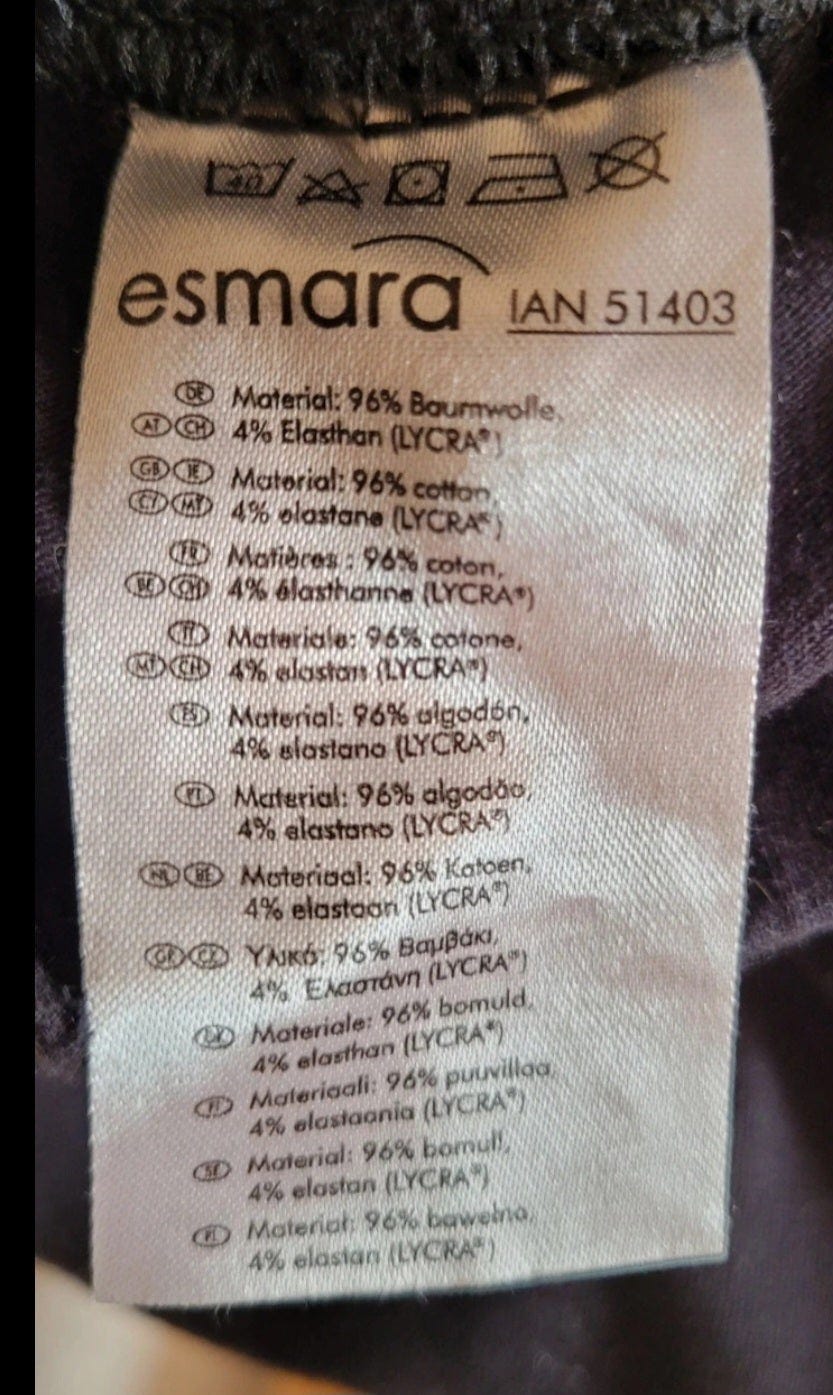 40
esmara IAN 51403
DE Material: 96% Baumwolle,
AT CH 4% Elasthan (LYCRA®)
GB IE Material: 96% cotton,
CY MT 4% elastane (LYCRA®)
FR Matières : 96% coton,
BE CH 4% élasthanne (LYCRA®)
IT Materiale: 96% cotone,
MT CH 4% elastan (LYCRA®)
ES Material: 96% algodón,
4% elastano (LYCRA®)
PT Material: 96% algodão,
4% elastano (LYCRA®)
NL BE Materiaal: 96% Katoen,
4% elastaan (LYCRA®)
GR Υλικό: 96% Βαμβάκι,
4% Ελαστάνη (LYCRA®)
DK Materiale: 96% bomuld,
4% elasthan (LYCRA®)
FI Materiaali: 96% puuvillaa,
4% elastaania (LYCRA®)
SE Material: 96% bomull,
4% elastan (LYCRA®)
PL Materiał: 96% bawełna,
4% elastan (LYCRA®)